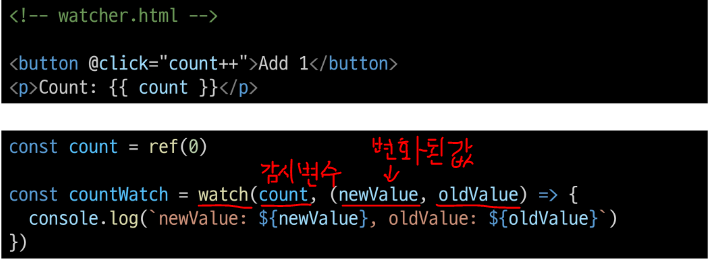 <!-- watcher.html -->
<button @click="count++">Add 1</button>
<p>Count: {{ count }}</p>
const count = ref(0)
감시변수
변화된 값
const countWatch = watch(count, (newValue, oldValue) => {
console.log(`newValue: ${newValue}, oldValue: ${oldValue}`)
})